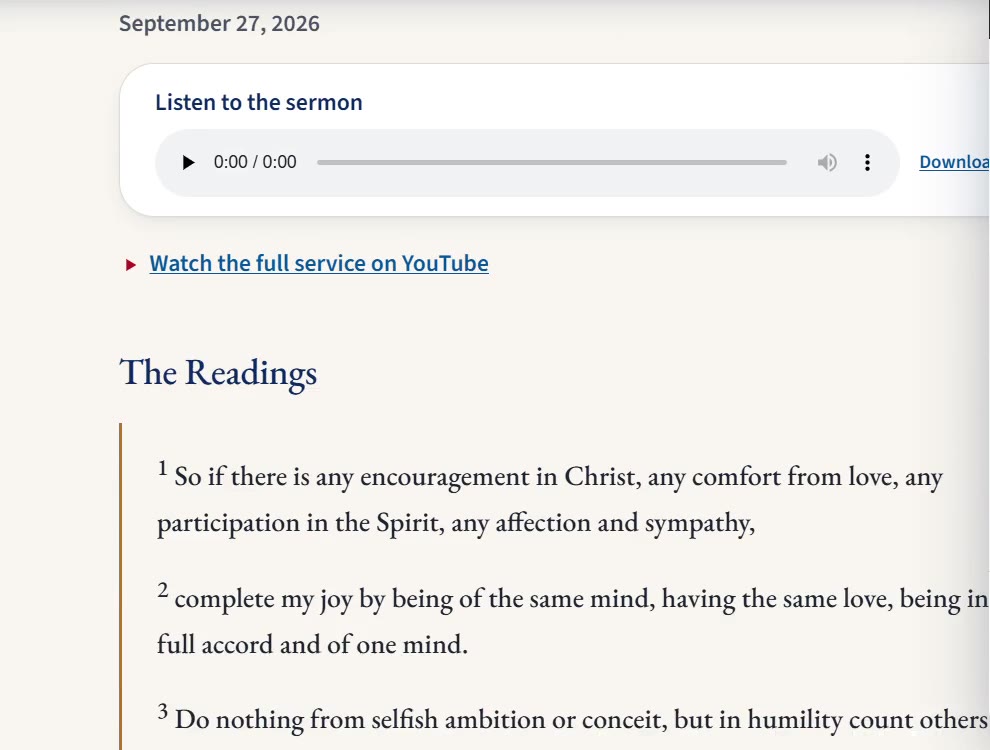 September 27, 2026
Listen to the sermon
0:00 / 0:00
Watch the full service on YouTube
The Readings
1 So if there is any encouragement in Christ, any comfort from love, any
participation in the Spirit, any affection and sympathy,
2 complete my joy by being of the same mind, having the same love, being in
full accord and of one mind.
3 Do nothing from selfish ambition or conceit, but in humility count others